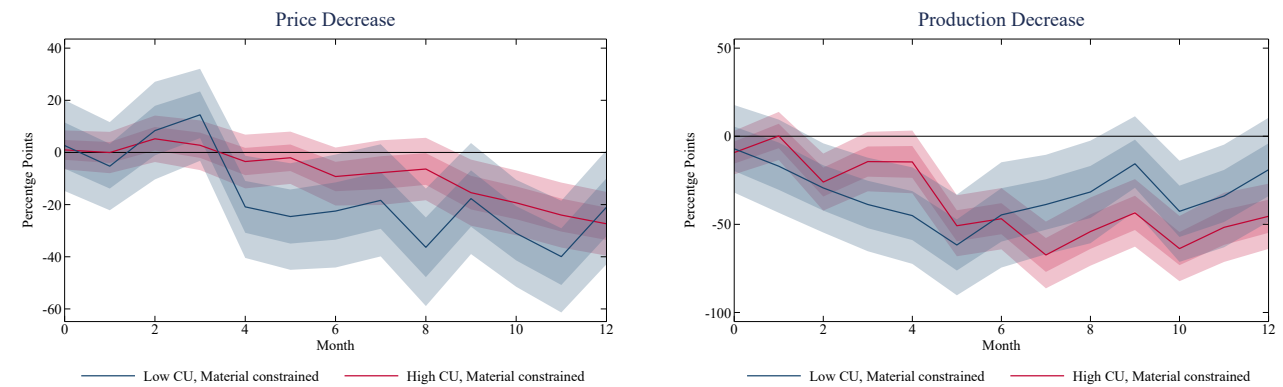 Price Decrease
Percentge Points
40
20
0
-20
-40
-60
0 2 4 6 8 10 12
Month
Low CU, Material constrained High CU, Material constrained
Production Decrease
Percentge Points
50
0
-50
-100
0 2 4 6 8 10 12
Month
Low CU, Material constrained High CU, Material constrained